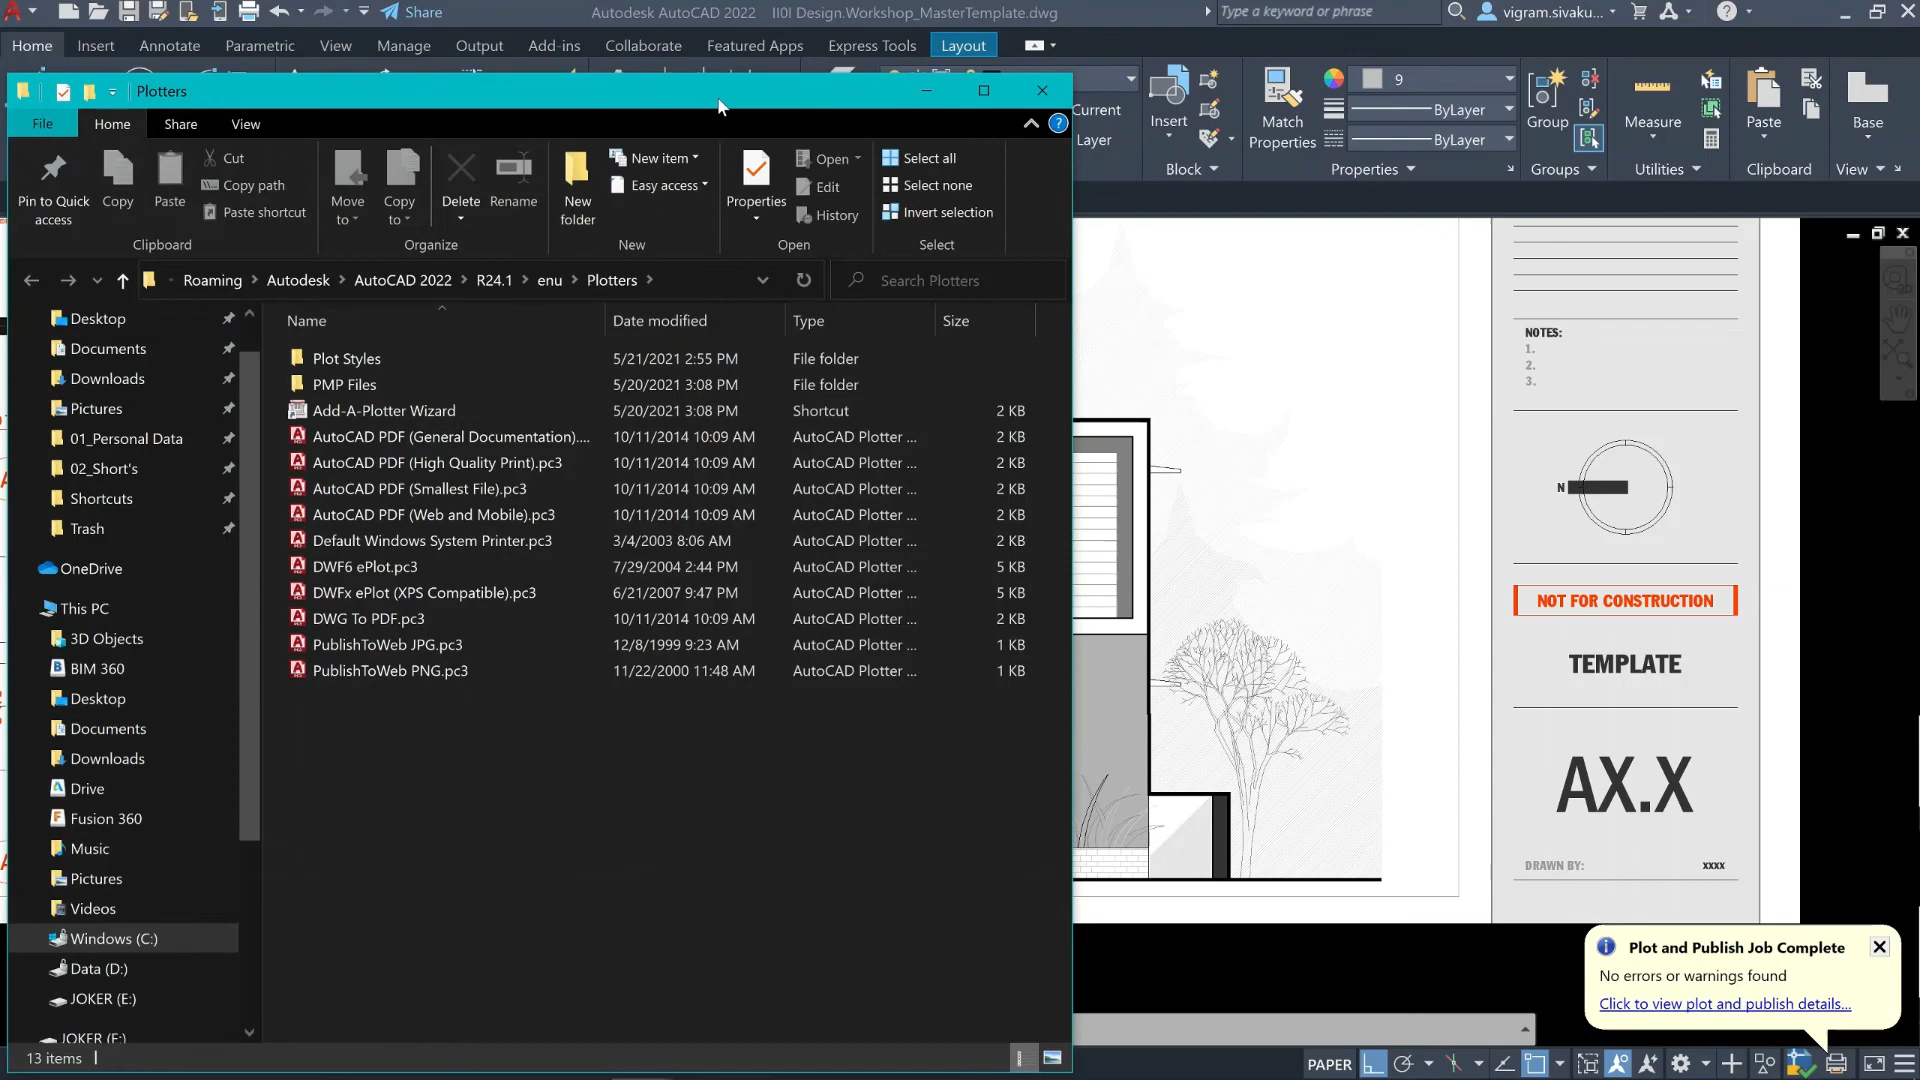 Share
Autodesk AutoCAD 2022 II0I Design.Workshop_MasterTemplate.dwg
Type a keyword or phrase
vigram.sivaku...
Home Insert Annotate Parametric View Manage Output Add-ins Collaborate Featured Apps Express Tools Layout
Plotters
File Home Share View
Pin to Quick access
Copy
Paste
Cut
Copy path
Paste shortcut
Clipboard
Move to
Copy to
Delete
Rename
Organize
New folder
New item
Easy access
New
Properties
Open
Edit
History
Open
Select all
Select none
Invert selection
Select
Current
Layer
Insert
Block
Match Properties
9
ByLayer
ByLayer
Properties
Group
Groups
Measure
Utilities
Paste
Clipboard
Base
View
Roaming Autodesk AutoCAD 2022 R24.1 enu Plotters
Search Plotters
Desktop
Documents
Downloads
Pictures
01_Personal Data
02_Short's
Shortcuts
Trash
OneDrive
This PC
3D Objects
BIM 360
Desktop
Documents
Downloads
Drive
Fusion 360
Music
Pictures
Videos
Windows (C:)
Data (D:)
JOKER (E:)
JOKER (E:)
Name Date modified Type Size
Plot Styles 5/21/2021 2:55 PM File folder
PMP Files 5/20/2021 3:08 PM File folder
Add-A-Plotter Wizard 5/20/2021 3:08 PM Shortcut 2 KB
AutoCAD PDF (General Documentation).... 10/11/2014 10:09 AM AutoCAD Plotter ... 2 KB
AutoCAD PDF (High Quality Print).pc3 10/11/2014 10:09 AM AutoCAD Plotter ... 2 KB
AutoCAD PDF (Smallest File).pc3 10/11/2014 10:09 AM AutoCAD Plotter ... 2 KB
AutoCAD PDF (Web and Mobile).pc3 10/11/2014 10:09 AM AutoCAD Plotter ... 2 KB
Default Windows System Printer.pc3 3/4/2003 8:06 AM AutoCAD Plotter ... 2 KB
DWF6 ePlot.pc3 7/29/2004 2:44 PM AutoCAD Plotter ... 5 KB
DWFx ePlot (XPS Compatible).pc3 6/21/2007 9:47 PM AutoCAD Plotter ... 5 KB
DWG To PDF.pc3 10/11/2014 10:09 AM AutoCAD Plotter ... 2 KB
PublishToWeb JPG.pc3 12/8/1999 9:23 AM AutoCAD Plotter ... 1 KB
PublishToWeb PNG.pc3 11/22/2000 11:48 AM AutoCAD Plotter ... 1 KB
13 items
NOTES:
1.
2.
3.
N
NOT FOR CONSTRUCTION
TEMPLATE
AX.X
DRAWN BY: xxxx
Plot and Publish Job Complete
No errors or warnings found
Click to view plot and publish details...
PAPER